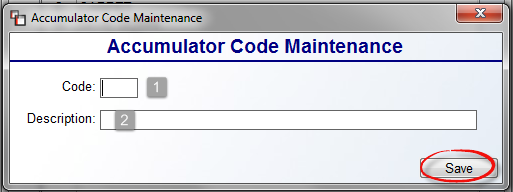 Accumulator Code Maintenance
Accumulator Code Maintenance
Code: 1
Description: 2
Save